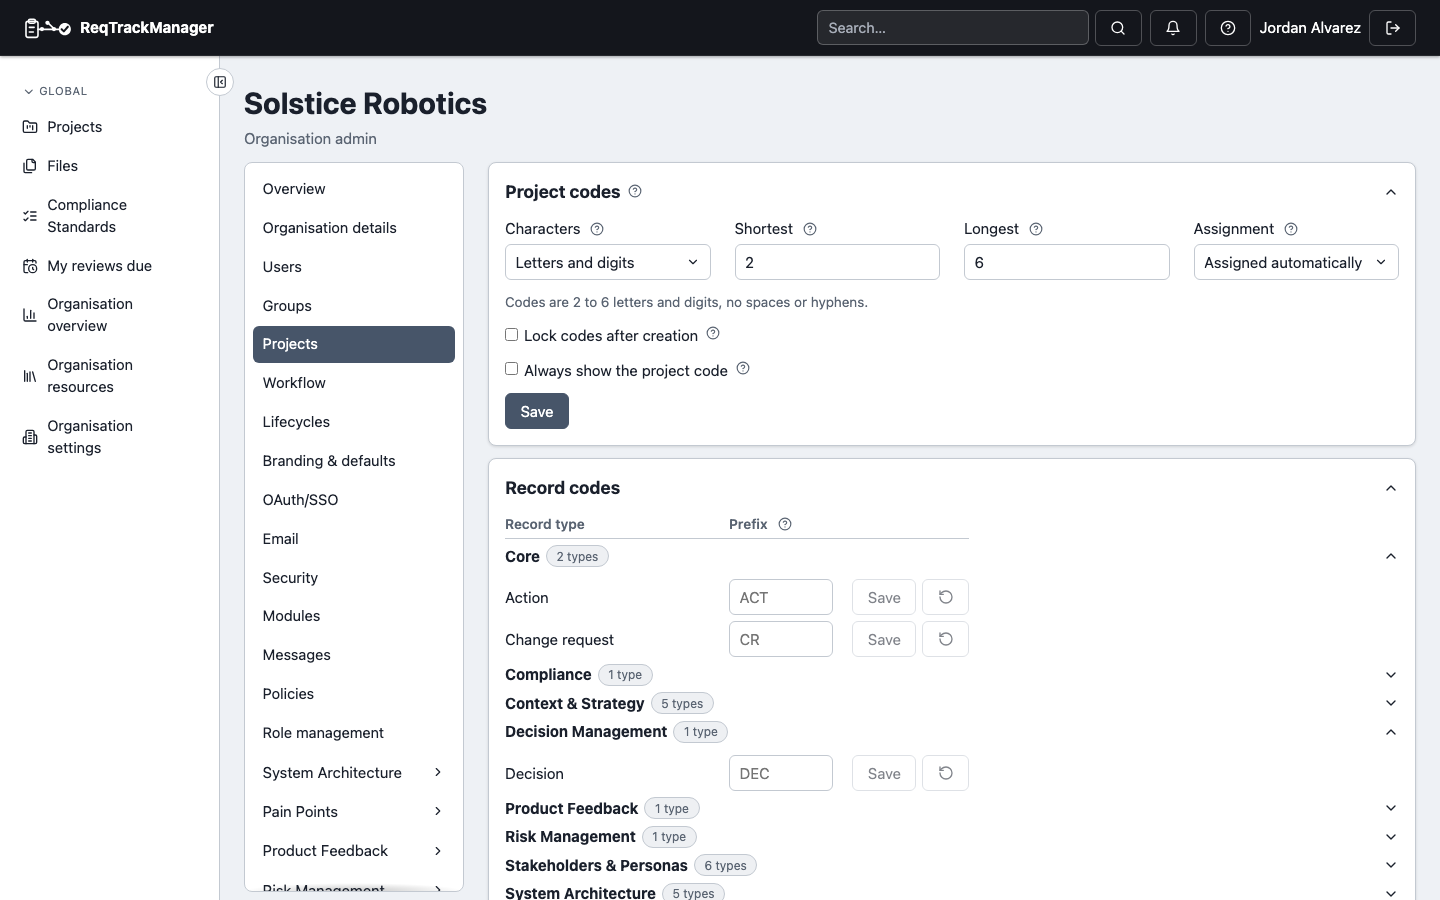 ReqTrackManager
Search...
Jordan Alvarez
GLOBAL
Projects
Files
Compliance
Standards
My reviews due
Organisation
overview
Organisation
resources
Organisation
settings
Solstice Robotics
Organisation admin
Overview
Organisation details
Users
Groups
Projects
Workflow
Lifecycles
Branding & defaults
OAuth/SSO
Email
Security
Modules
Messages
Policies
Role management
System Architecture
Pain Points
Product Feedback
Risk Management
Project codes
Characters Shortest Longest Assignment
Letters and digits 2 6 Assigned automatically
Codes are 2 to 6 letters and digits, no spaces or hyphens.
Lock codes after creation
Always show the project code
Save
Record codes
Record type Prefix
Core 2 types
Action ACT Save
Change request CR Save
Compliance 1 type
Context & Strategy 5 types
Decision Management 1 type
Decision DEC Save
Product Feedback 1 type
Risk Management 1 type
Stakeholders & Personas 6 types
System Architecture 5 types